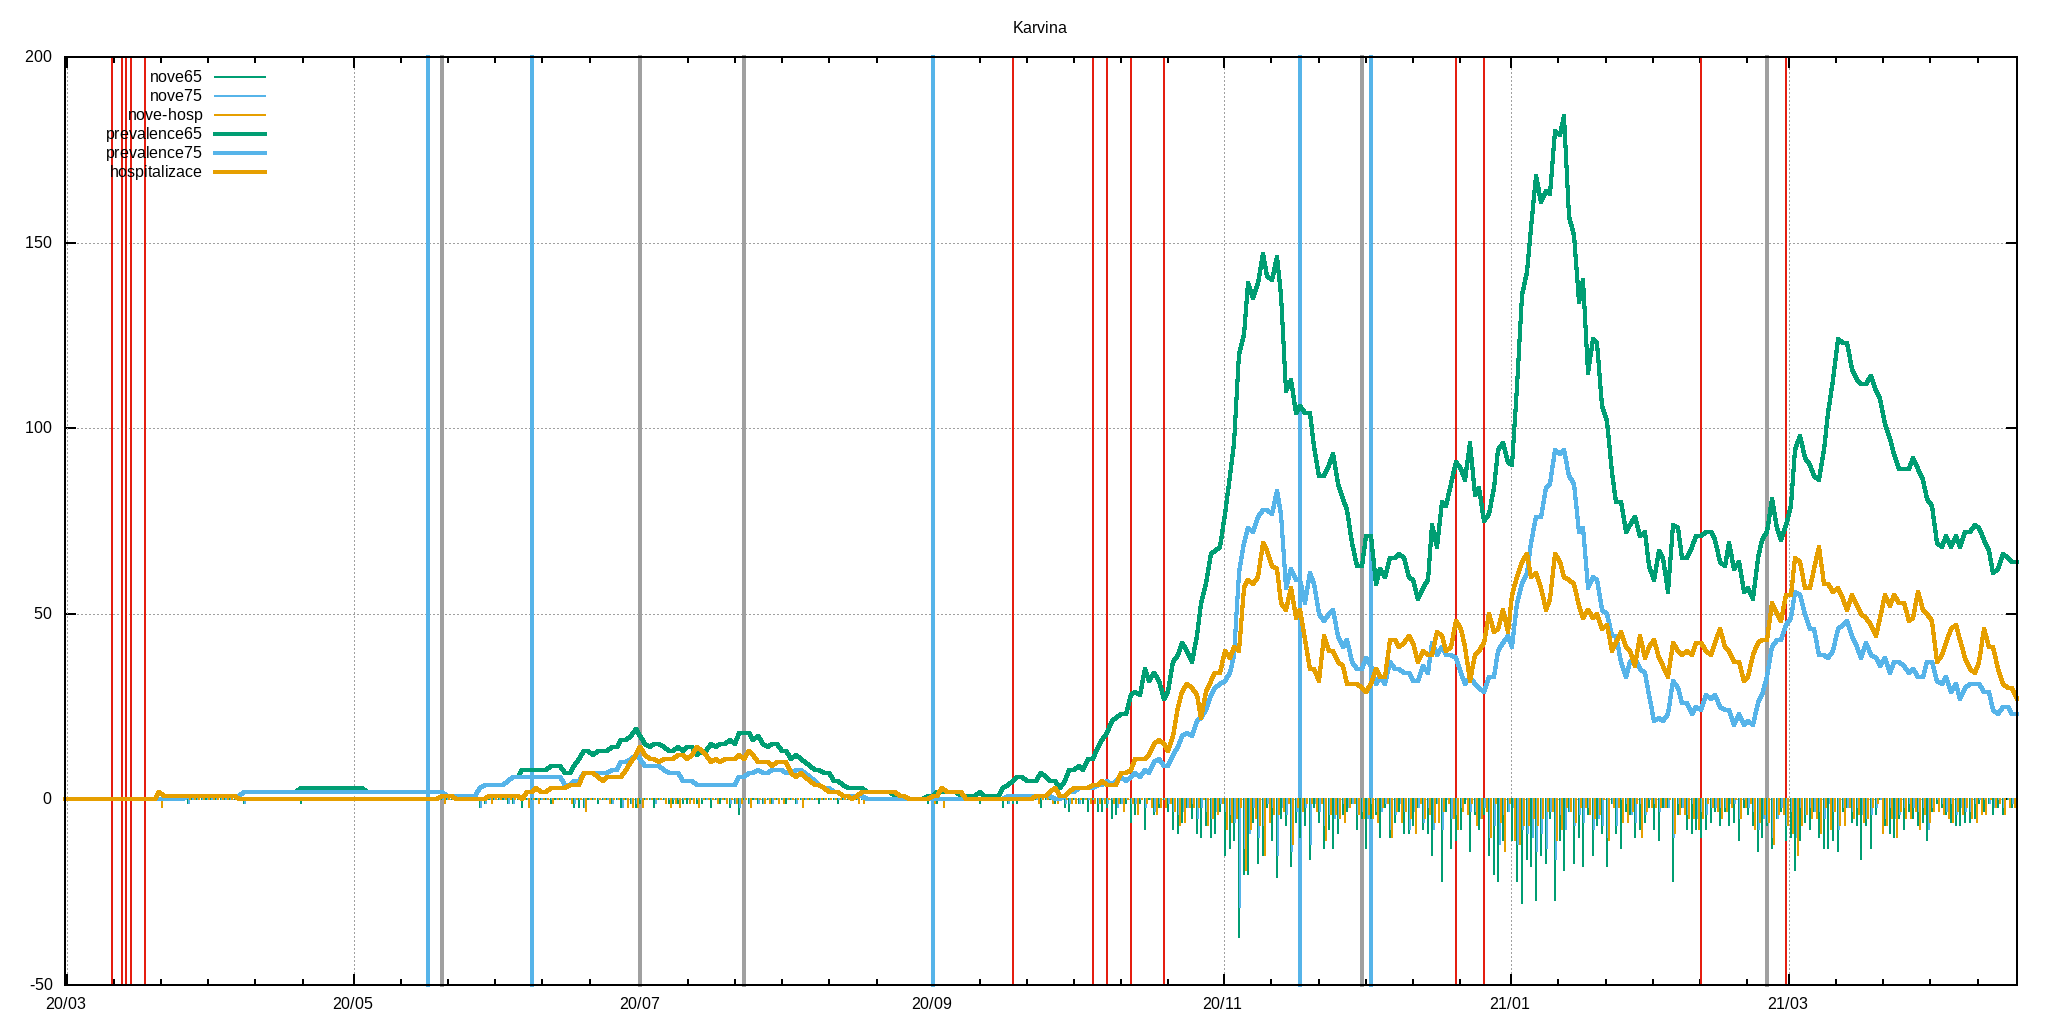 Karvina
200
150
100
50
0
-50
nove65
nove75
nove-hosp
prevalence65
prevalence75
hospitalizace
20/03 20/05 20/07 20/09 20/11 21/01 21/03